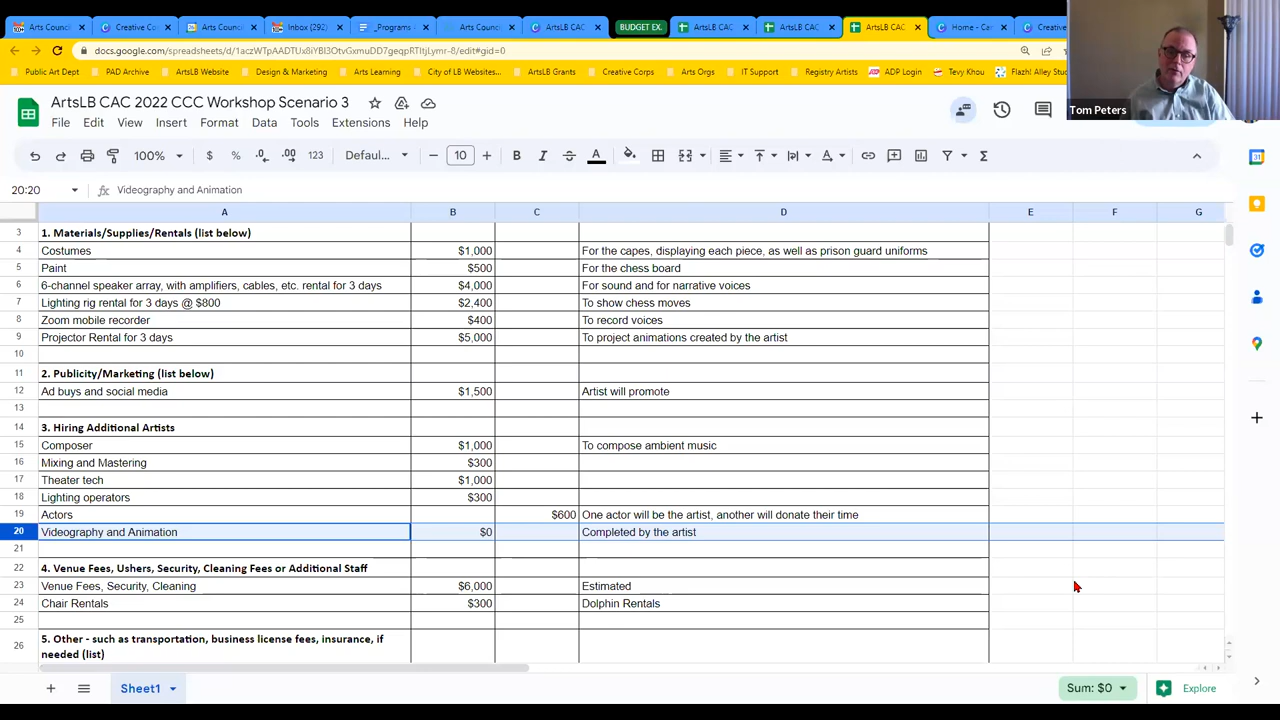 Arts Counci
Creative Co
Arts Council
Inbox (292)
_Programs -
Arts Counci
ArtsLB CAC
BUDGET EX.
ArtsLB CAC
ArtsLB CAC
ArtsLB CAC
Home - Can
Creative
docs.google.com/spreadsheets/d/1aczWTpAADTUx8iYBl3OtvGxmuDD7geqpRTltjLymr-8/edit#gid=0
Public Art Dept
PAD Archive
ArtsLB Website
Design & Marketing
Arts Learning
City of LB Websites...
ArtsLB Grants
Creative Corps
Arts Orgs
IT Support
Registry Artists
ADP Login
Tevy Khou
Flazh! Alley Stu
Tom Peters
ArtsLB CAC 2022 CCC Workshop Scenario 3
File Edit View Insert Format Data Tools Extensions Help
100% $ % .0 .00 123 Defaul... 10 B I A
20:20 fx Videography and Animation
A B C D E F G
3 1. Materials/Supplies/Rentals (list below)
4 Costumes $1,000 For the capes, displaying each piece, as well as prison guard uniforms
5 Paint $500 For the chess board
6 6-channel speaker array, with amplifiers, cables, etc. rental for 3 days $4,000 For sound and for narrative voices
7 Lighting rig rental for 3 days @ $800 $2,400 To show chess moves
8 Zoom mobile recorder $400 To record voices
9 Projector Rental for 3 days $5,000 To project animations created by the artist
10
11 2. Publicity/Marketing (list below)
12 Ad buys and social media $1,500 Artist will promote
13
14 3. Hiring Additional Artists
15 Composer $1,000 To compose ambient music
16 Mixing and Mastering $300
17 Theater tech $1,000
18 Lighting operators $300
19 Actors $600 One actor will be the artist, another will donate their time
20 Videography and Animation $0 Completed by the artist
21
22 4. Venue Fees, Ushers, Security, Cleaning Fees or Additional Staff
23 Venue Fees, Security, Cleaning $6,000 Estimated
24 Chair Rentals $300 Dolphin Rentals
25
26 5. Other - such as transportation, business license fees, insurance, if
needed (list)
Sheet1
Sum: $0
Explore